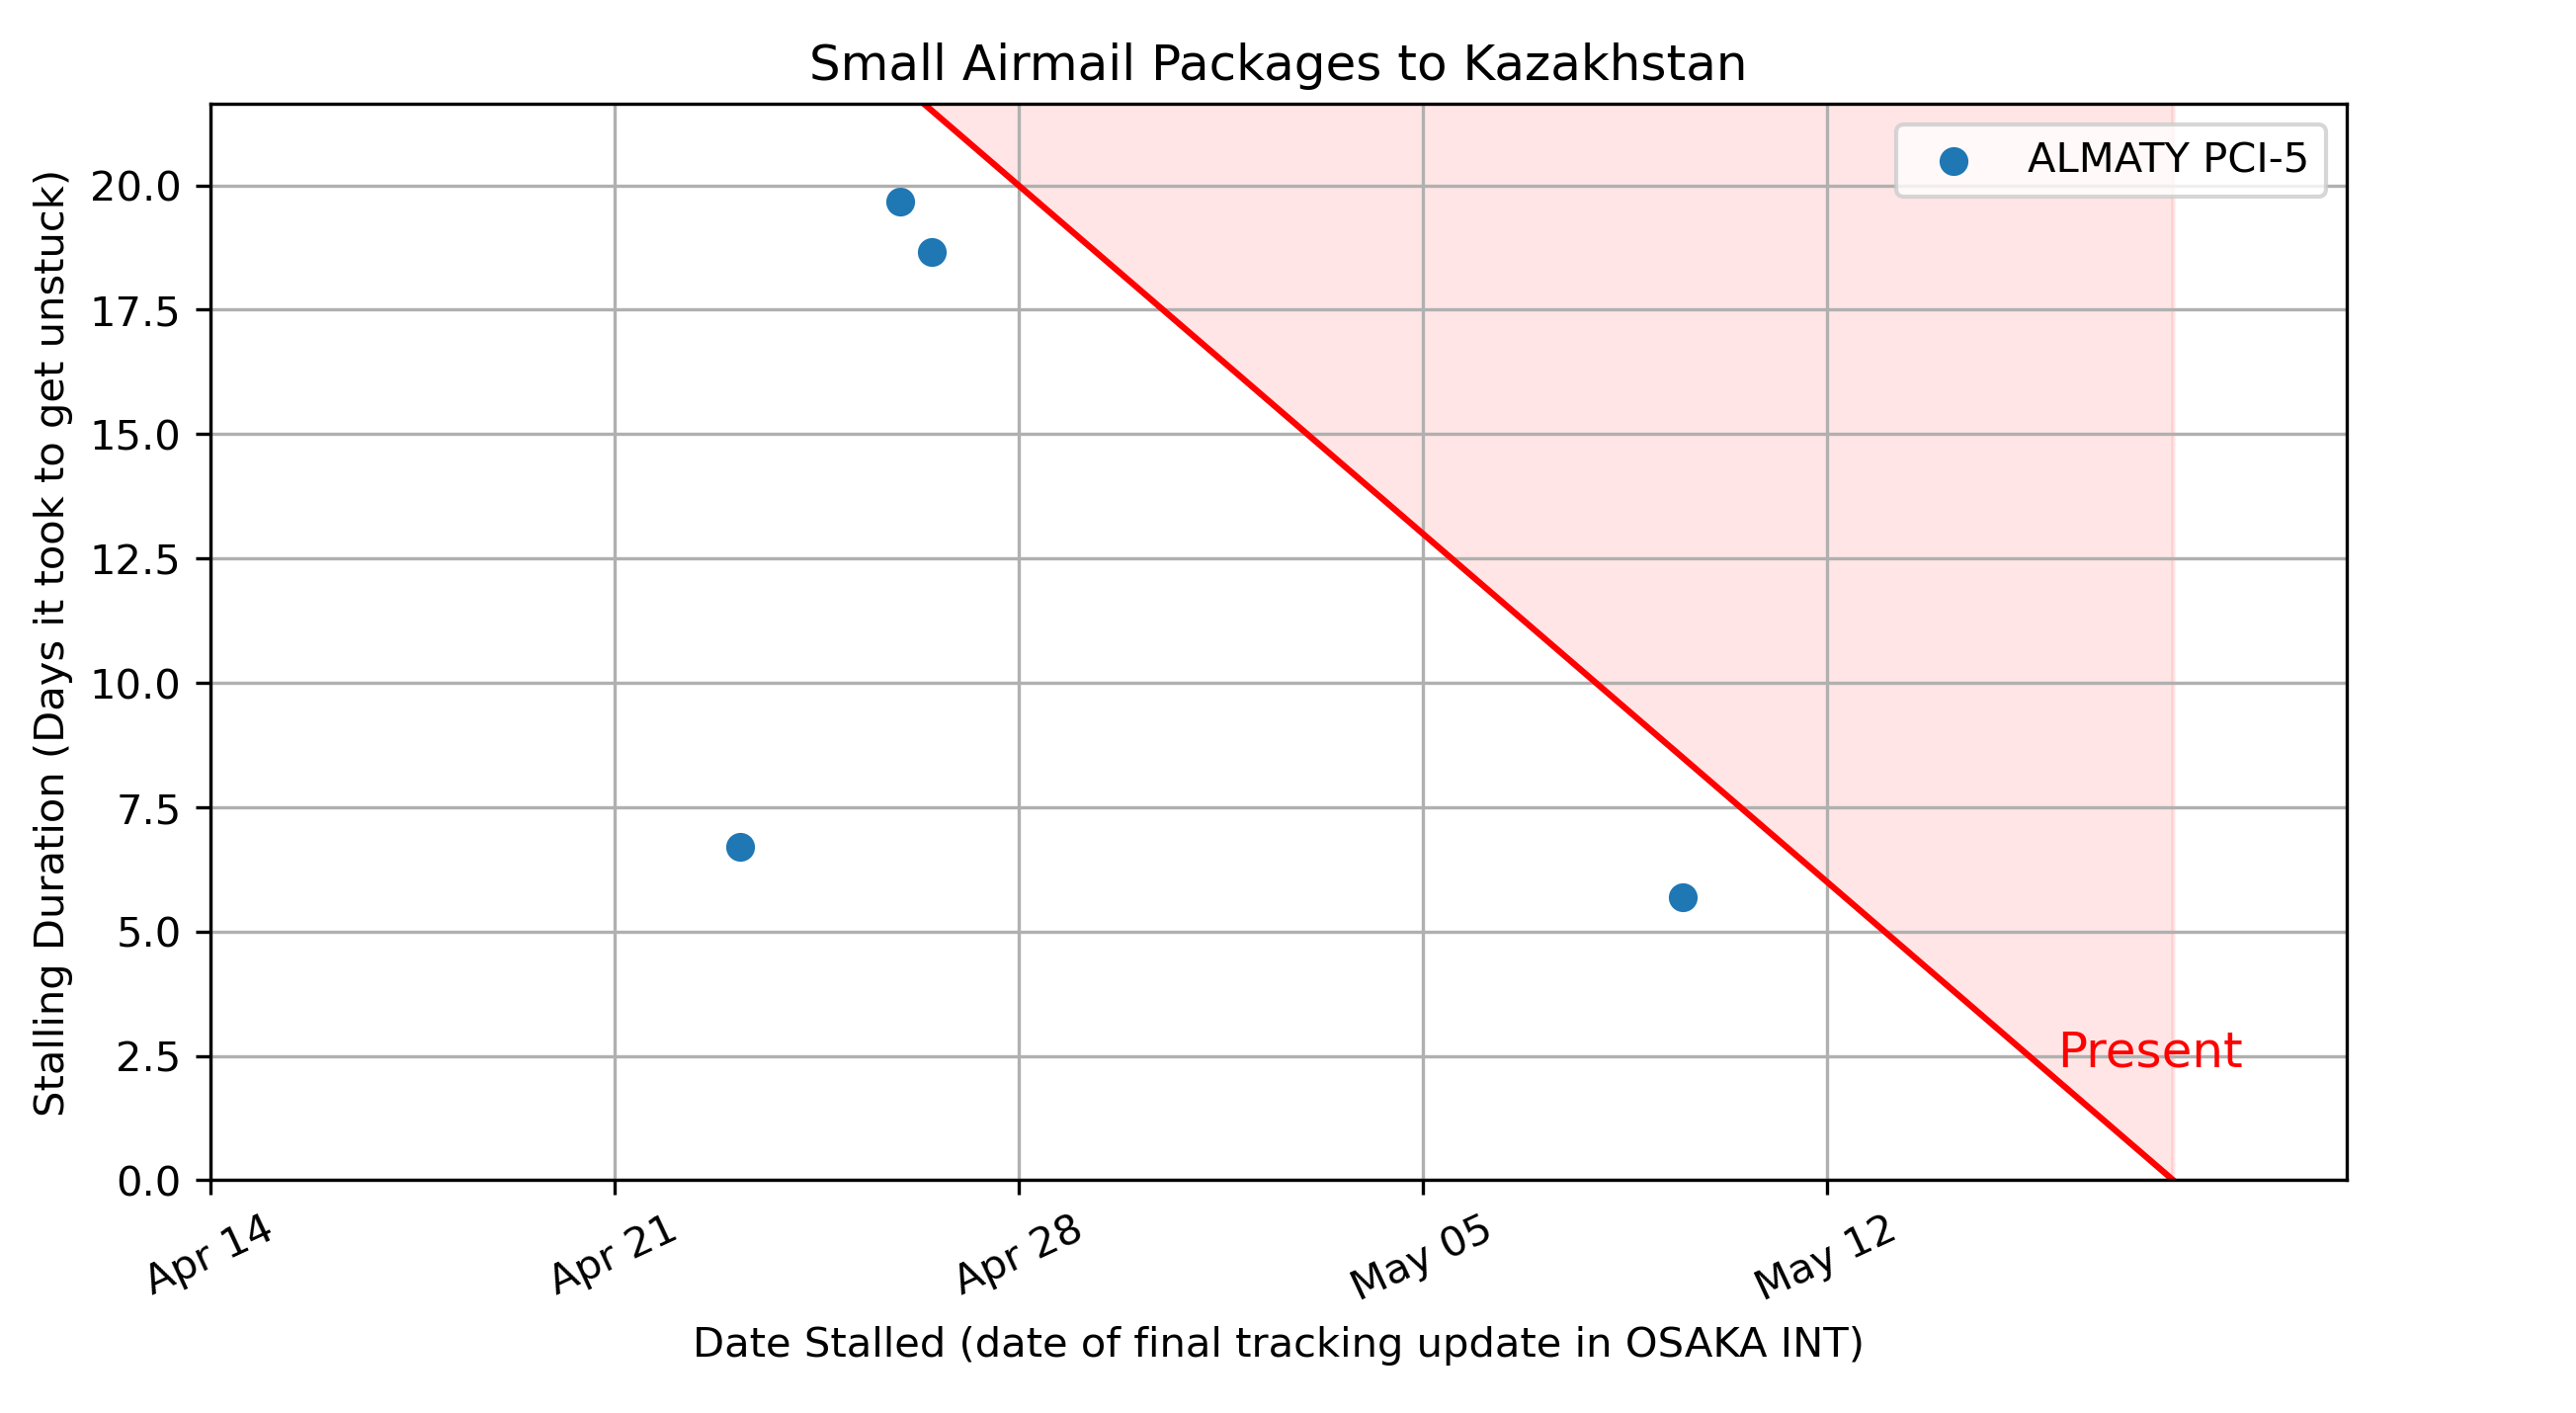 Small Airmail Packages to Kazakhstan
ALMATY PCI-5
Stalling Duration (Days it took to get unstuck)
20.0
17.5
15.0
12.5
10.0
7.5
5.0
2.5
0.0
Present
Apr 14
Apr 21
Apr 28
May 05
May 12
Date Stalled (date of final tracking update in OSAKA INT)